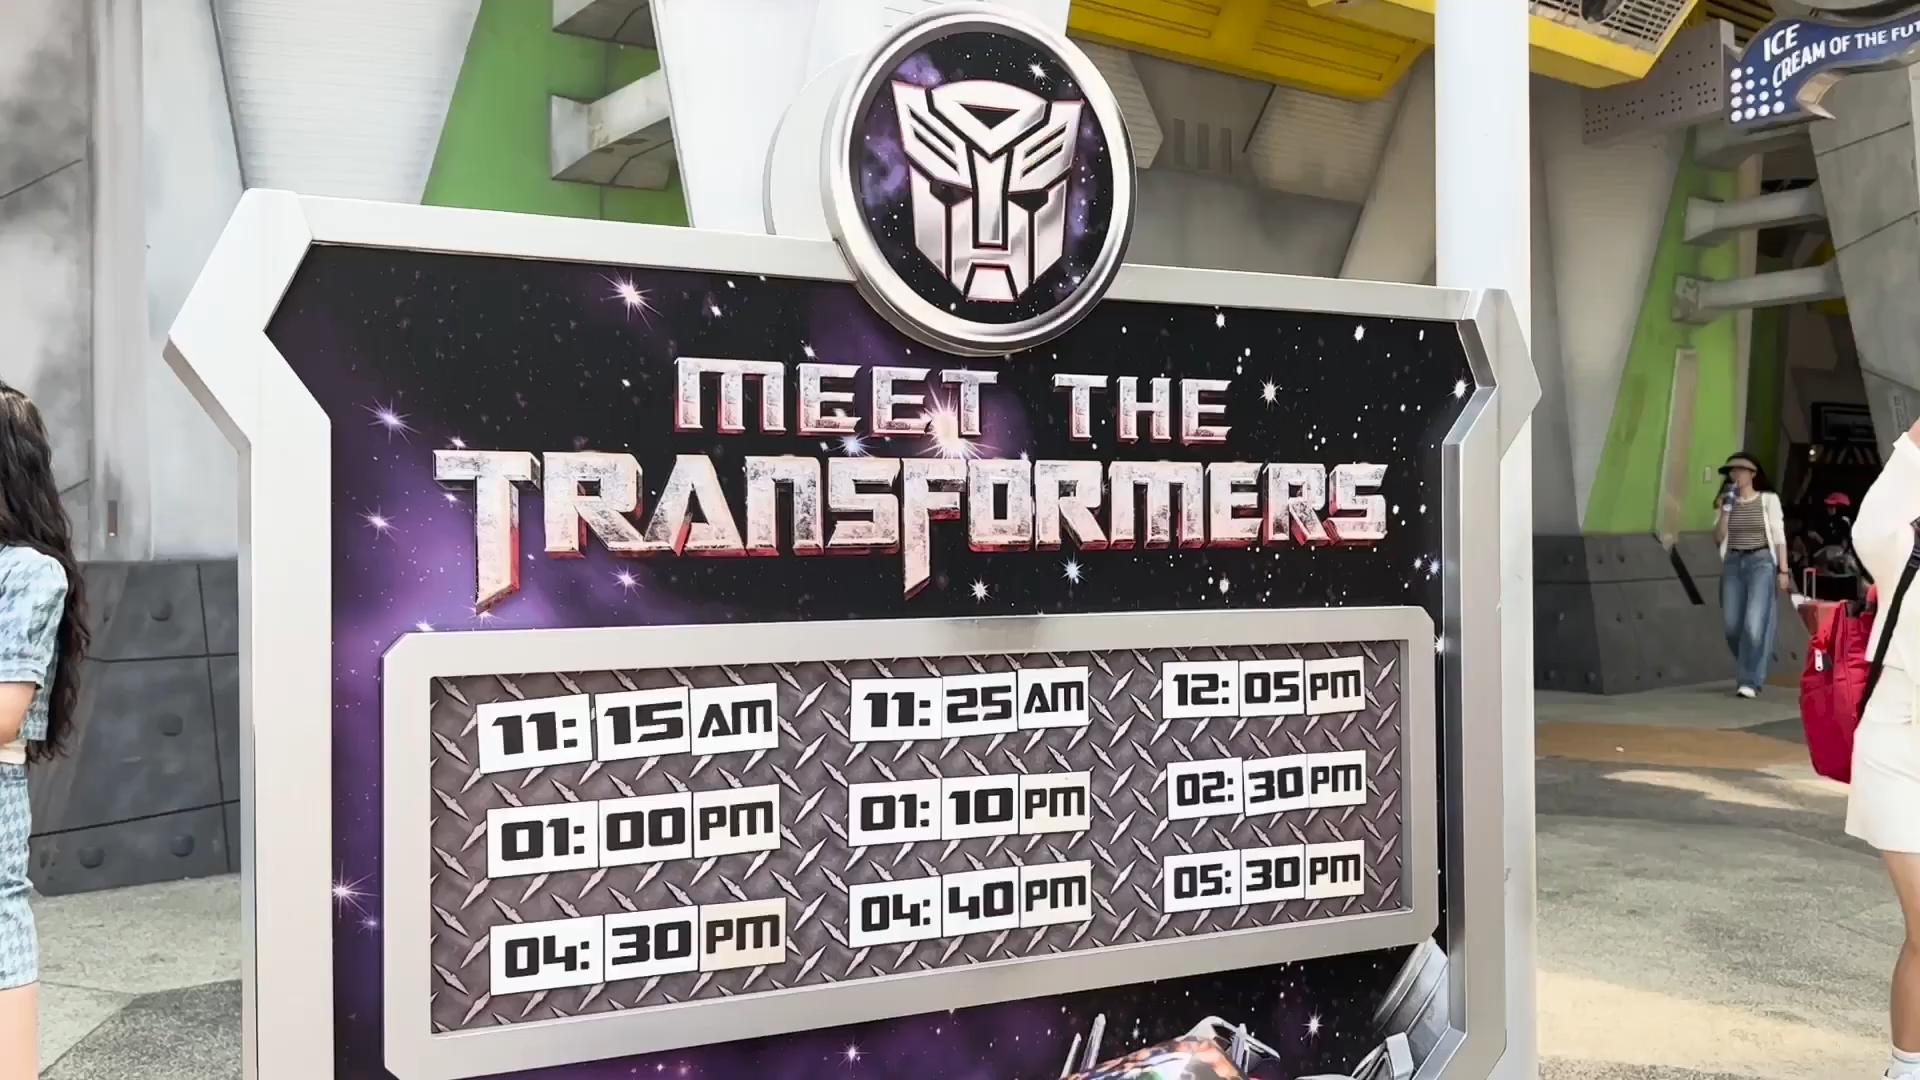 ICE
CREAM OF THE
MEET THE
TRANSFORMERS
11:15 AM 11:25 AM 12:05 PM
01:00 PM 01:10 PM 02:30 PM
04:30 PM 04:40 PM 05:30 PM